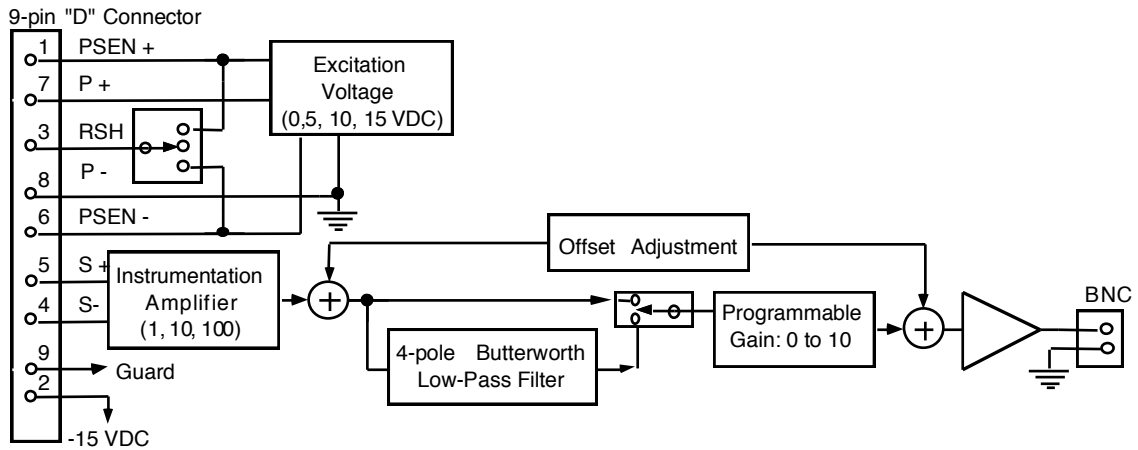 9-pin "D" Connector
1 PSEN +
7 P +
3 RSH
8 P -
6 PSEN -
5 S +
4 S-
9 Guard
2
-15 VDC
Excitation
Voltage
(0,5, 10, 15 VDC)
Instrumentation
Amplifier
(1, 10, 100)
+
Offset Adjustment
4-pole Butterworth
Low-Pass Filter
Programmable
Gain: 0 to 10
+
BNC